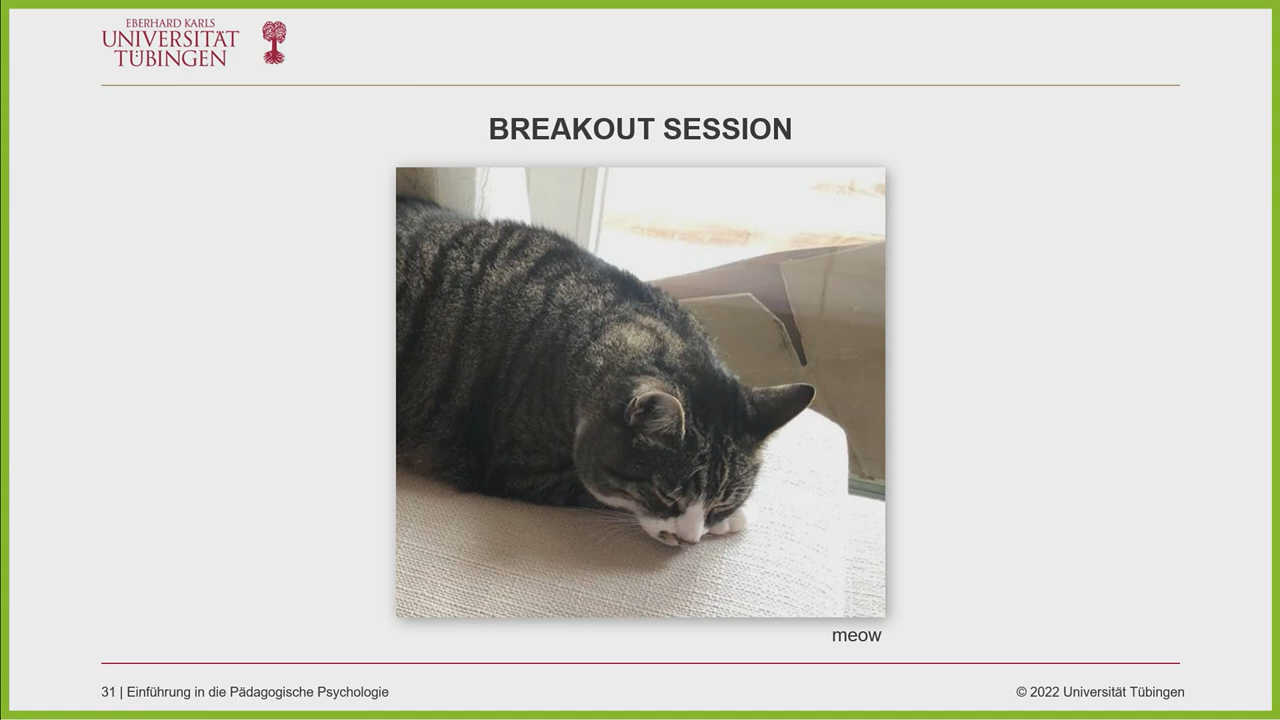 EBERHARD KARLS
UNIVERSITÄT
TÜBINGEN
BREAKOUT SESSION
meow
31 | Einführung in die Pädagogische Psychologie
© 2022 Universität Tübingen